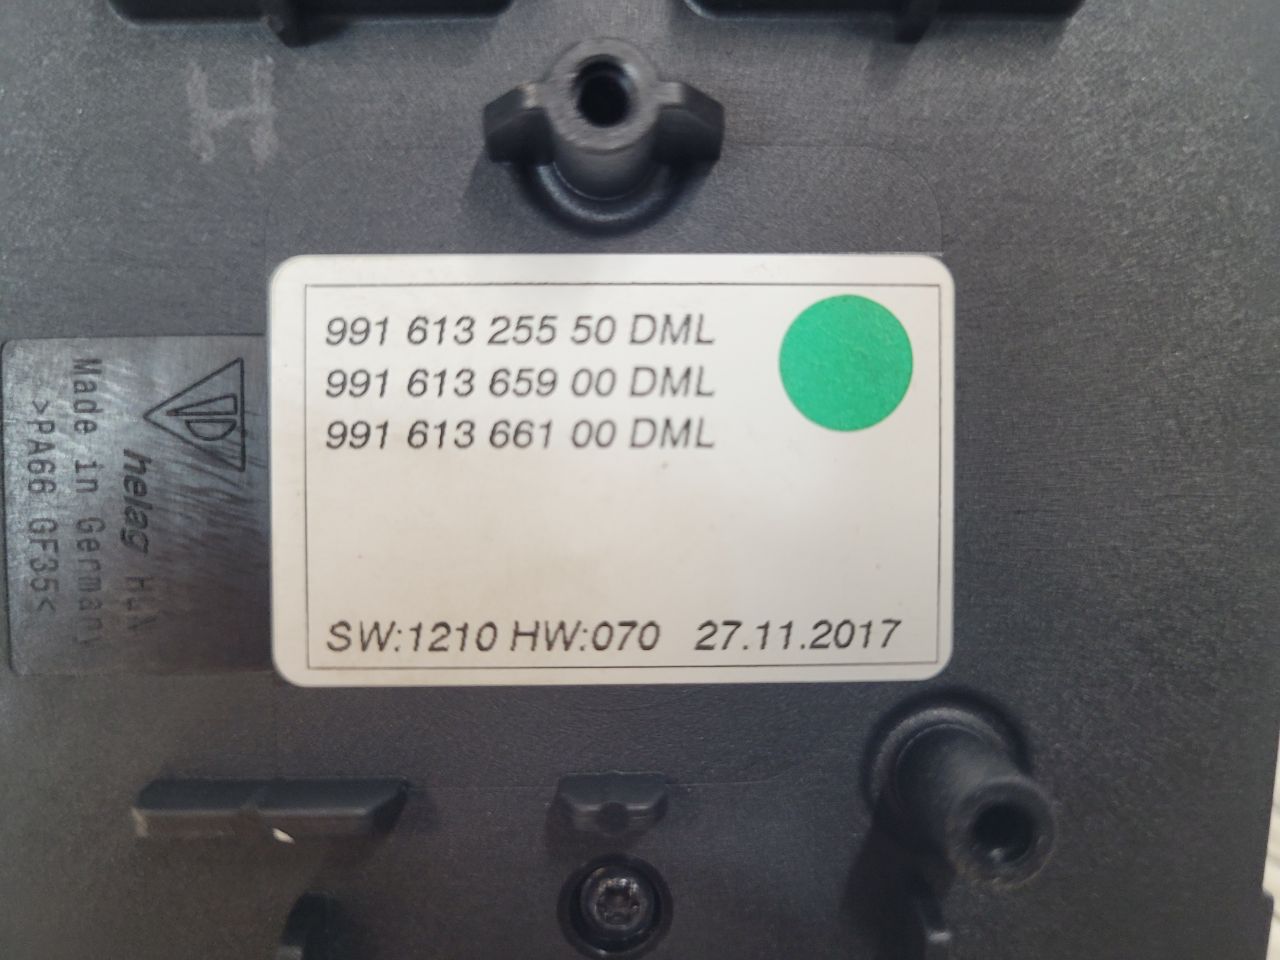 991 613 255 50 DML
991 613 659 00 DML
991 613 661 00 DML
SW:1210 HW:070 27.11.2017
helag
Made in Germany
>PA66 GF35<
H